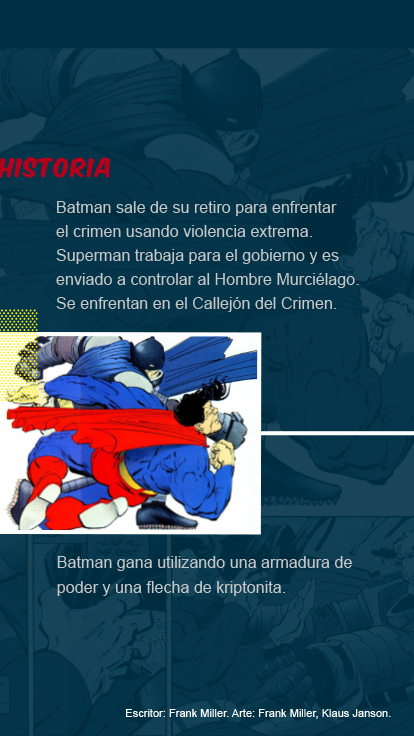 HISTORIA
Batman sale de su retiro para enfrentar
el crimen usando violencia extrema.
Superman trabaja para el gobierno y es
enviado a controlar al Hombre Murciélago.
Se enfrentan en el Callejón del Crimen.
Batman gana utilizando una armadura de
poder y una flecha de kriptonita.
Escritor: Frank Miller. Arte: Frank Miller, Klaus Janson.